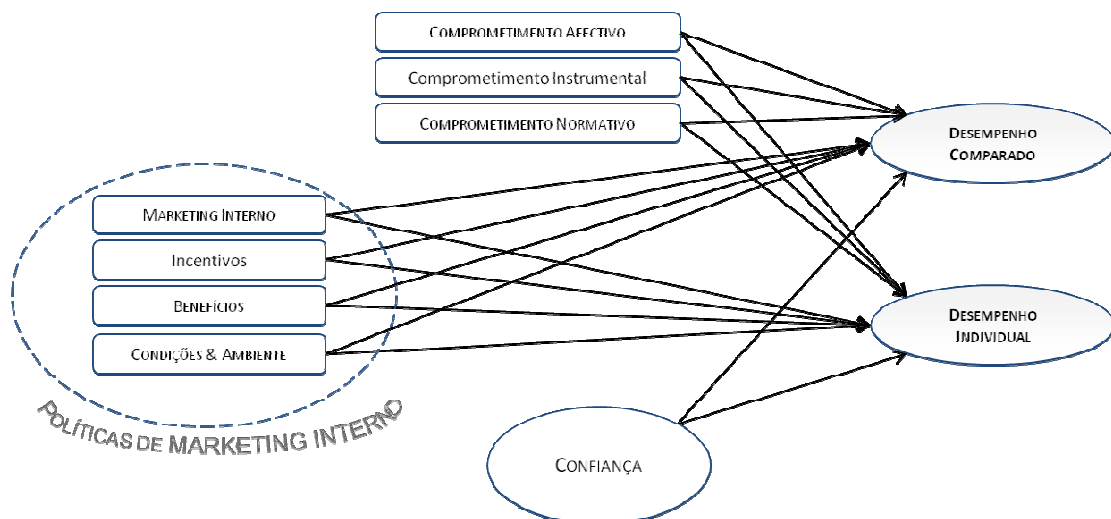 COMPROMETIMENTO AFECTIVO
Comprometimento Instrumental
COMPROMETIMENTO NORMATIVO
DESEMPENHO
COMPARADO
MARKETING INTERNO
Incentivos
BENEFÍCIOS
CONDIÇÕES & AMBIENTE
POLÍTICAS DE MARKETING INTERNO
DESEMPENHO
INDIVIDUAL
CONFIANÇA